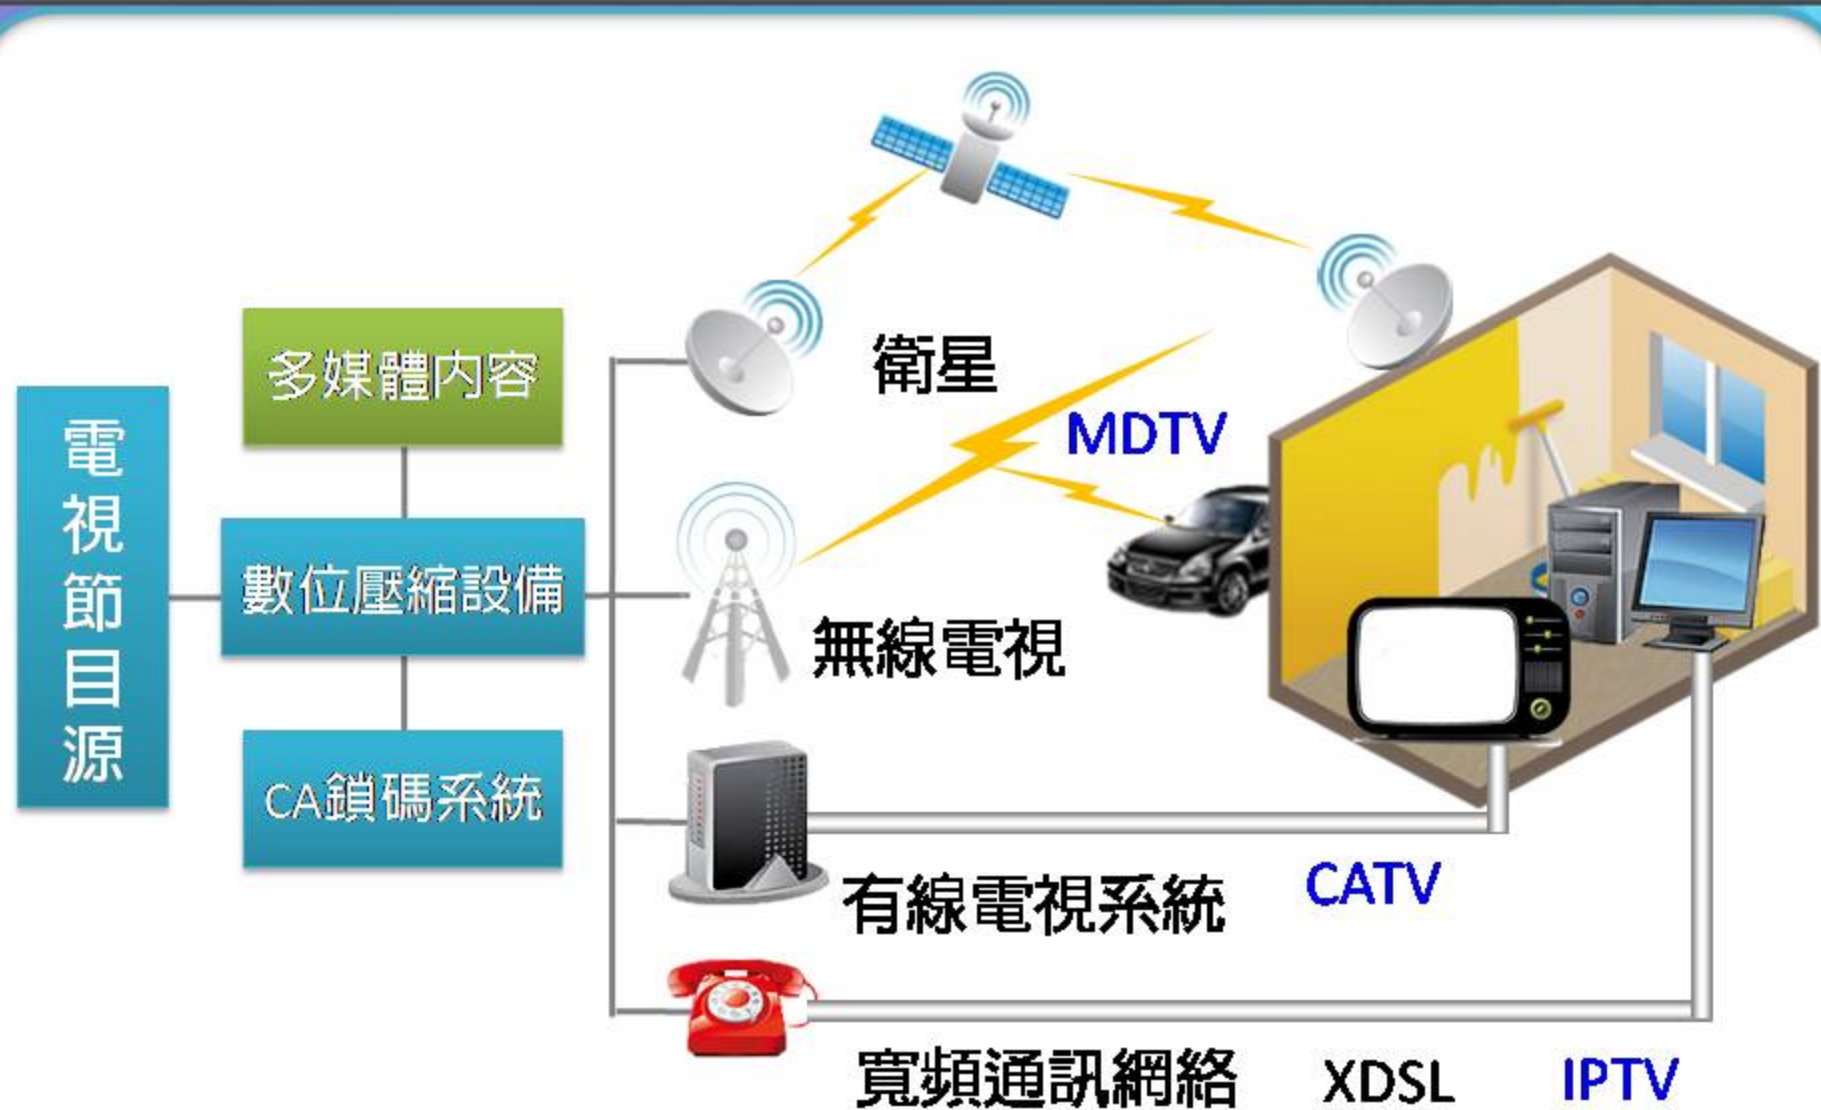 電視節目源
多媒體內容
數位壓縮設備
CA鎖碼系統
衛星
MDTV
無線電視
有線電視系統
CATV
寬頻通訊網絡 XDSL IPTV